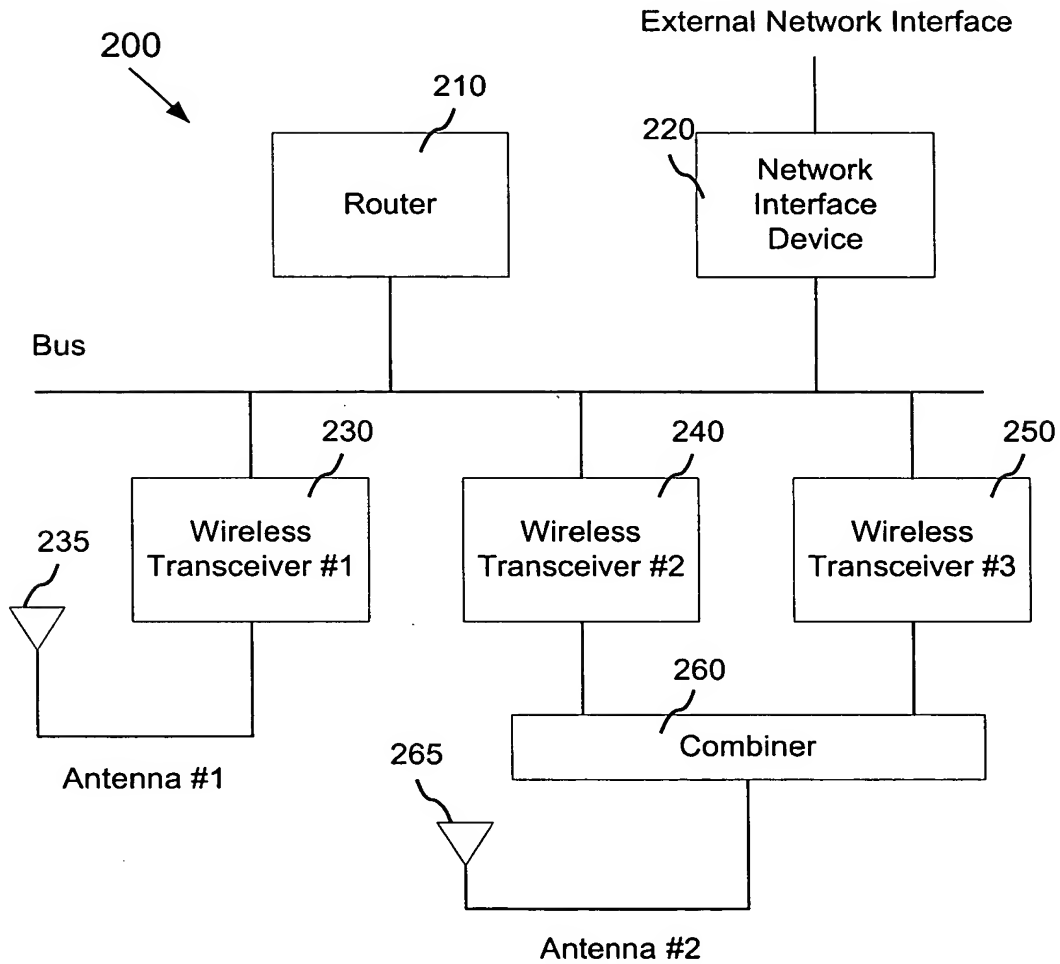 External Network Interface
200
210
220
Router
Network
Interface
Device
Bus
230
240
250
235
Wireless
Transceiver #1
Wireless
Transceiver #2
Wireless
Transceiver #3
260
Combiner
265
Antenna #1
Antenna #2